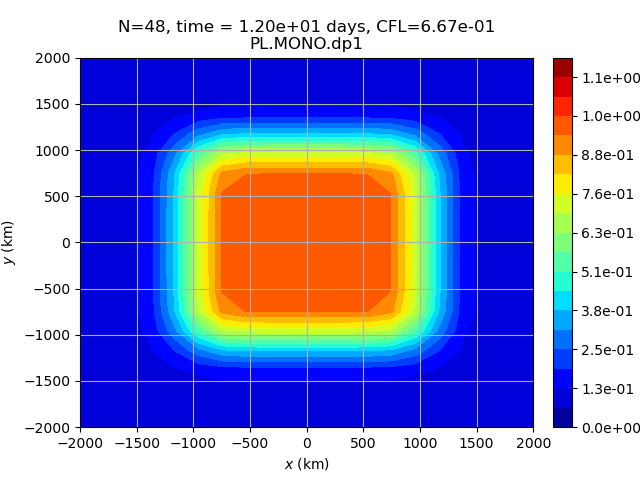 N=48, time = 1.20e+01 days, CFL=6.67e-01
PL.MONO.dp1
2000
1500
1000
500
0
−500
−1000
−1500
−2000
y (km)
−2000 −1500 −1000 −500 0 500 1000 1500 2000
x (km)
1.1e+00
1.0e+00
8.8e-01
7.6e-01
6.3e-01
5.1e-01
3.8e-01
2.5e-01
1.3e-01
0.0e+00